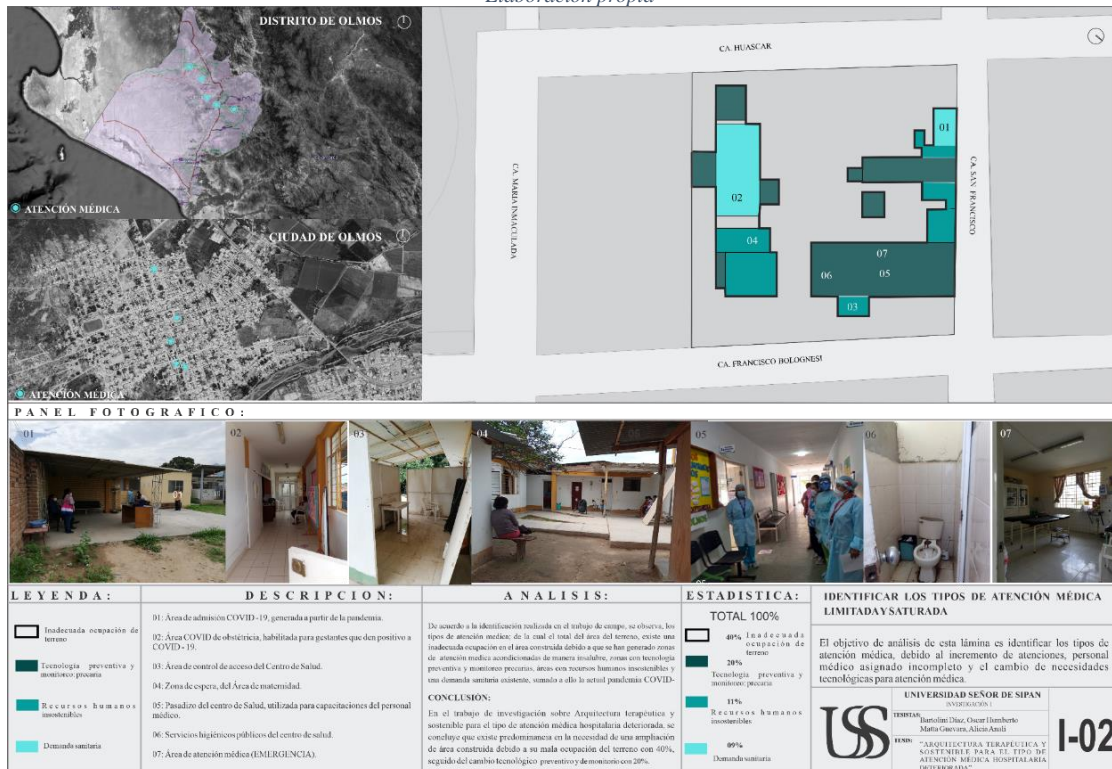 Elaboración propia
DISTRITO DE OLMOS
ATENCIÓN MÉDICA
CIUDAD DE OLMOS
ATENCIÓN MÉDICA
CA. HUASCAR
CA. MARIA INMACULADA
CA. SAN. FRANCISCO
CA. FRANCISCO BOLOGNESI
01
02
04
07
06
05
03
PANEL FOTOGRAFICO:
01
02
03
04
05
06
07
LEYENDA:
Inadecuada ocupación de
terreno
Tecnología preventiva y
monitoreo: precaria
Recursos humanos
insostenibles
Demanda sanitaria
DESCRIPCION:
01: Área de admisión COVID-19, generada a partir de la pandemia.
02: Área COVID de obstétricia, habilitada para gestantes que den positivo a
COVID - 19.
03: Área de control de acceso del Centro de Salud.
04: Zona de espera, del Área de maternidad.
05: Pasadizo del centro de Salud, utilizada para capacitaciones del personal
médico.
06: Servicios higiénicos públicos del centro de salud.
07: Área de atención médica (EMERGENCIA).
ANALISIS:
De acuerdo a la identificación realizada en el trabajo de campo, se observa, los
tipos de atención medica; de la cual el total del área del terreno, existe una
inadecuada ocupación en el área construida debido a que se han generado zonas
de atención medica acondicionadas de manera insalubre, zonas con tecnología
preventiva y monitoreo precarias, áreas con recursos humanos insostenibles y
una demanda sanitaria existente, sumado a ello la actual pandemia COVID-
CONCLUSIÓN:
En el trabajo de investigación sobre Arquitectura terapéutica y
sostenible para el tipo de atención médica hospitalaria deteriorada, se
concluye que existe predominancia en la necesidad de una ampliación
de área construida debido a su mala ocupación del terreno con 40%,
seguido del cambio tecnológico preventivo y de monitorio con 20%.
ESTADISTICA:
TOTAL 100%
40% Inadecuada
ocupación de
terreno
20%
Tecnología preventiva y
monitoreo: precaria
11%
Recursos humanos
insostenibles
09%
Demanda sanitaria
IDENTIFICAR LOS TIPOS DE ATENCIÓN MÉDICA
LIMITADA Y SATURADA
El objetivo de análisis de esta lámina es identificar los tipos de
atención médica, debido al incremento de atenciones, personal
médico asignado incompleto y el cambio de necesidades
tecnológicas para atención médica.
USS
UNIVERSIDAD SEÑOR DE SIPAN
INVESTIGACIÓN I
TESISTAS:
Bartolini Diaz, Oscar Humberto
Matta Guevara, Alicia Anali
TESIS:
"ARQUITECTURA TERAPÉUTICA Y
SOSTENIBLE PARA EL TIPO DE
ATENCIÓN MÉDICA HOSPITALARIA
DETERIORADA"
I-02